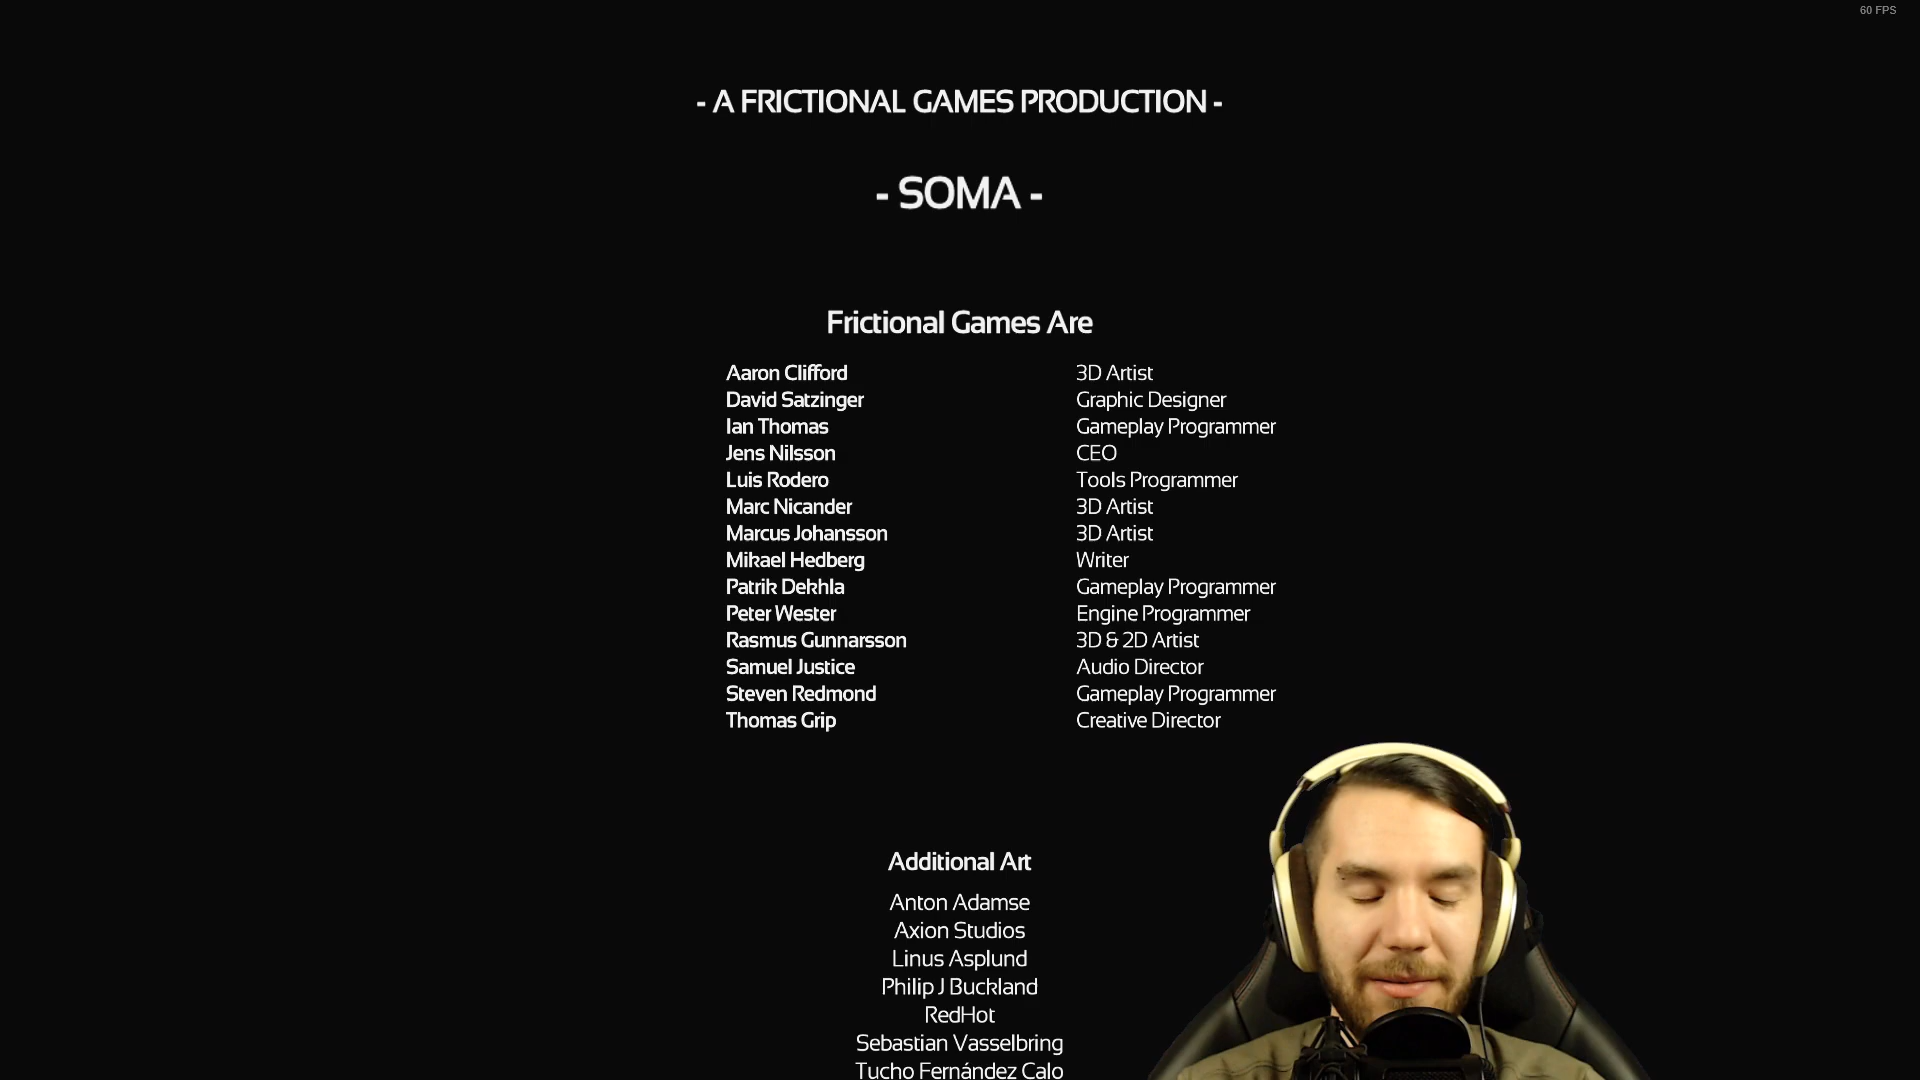 60 FPS
- A FRICTIONAL GAMES PRODUCTION -
- SOMA -
Frictional Games Are
Aaron Clifford 3D Artist
David Satzinger Graphic Designer
Ian Thomas Gameplay Programmer
Jens Nilsson CEO
Luis Rodero Tools Programmer
Marc Nicander 3D Artist
Marcus Johansson 3D Artist
Mikael Hedberg Writer
Patrik Dekhla Gameplay Programmer
Peter Wester Engine Programmer
Rasmus Gunnarsson 3D & 2D Artist
Samuel Justice Audio Director
Steven Redmond Gameplay Programmer
Thomas Grip Creative Director
Additional Art
Anton Adamse
Axion Studios
Linus Asplund
Philip J Buckland
RedHot
Sebastian Vasselbring
Tucho Fernández Calo